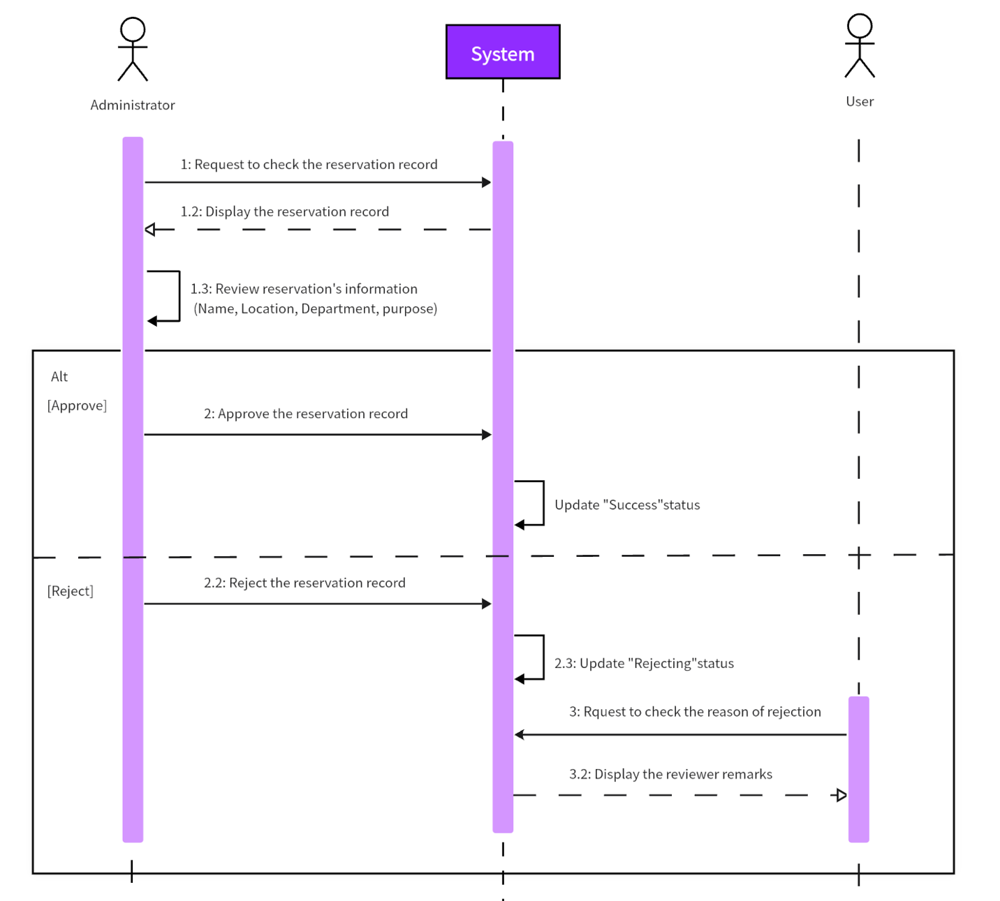 Administrator
System
User
1: Request to check the reservation record
1.2: Display the reservation record
1.3: Review reservation's information
(Name, Location, Department, purpose)
Alt
[Approve]
2: Approve the reservation record
Update "Success"status
[Reject]
2.2: Reject the reservation record
2.3: Update "Rejecting"status
3: Rquest to check the reason of rejection
3.2: Display the reviewer remarks